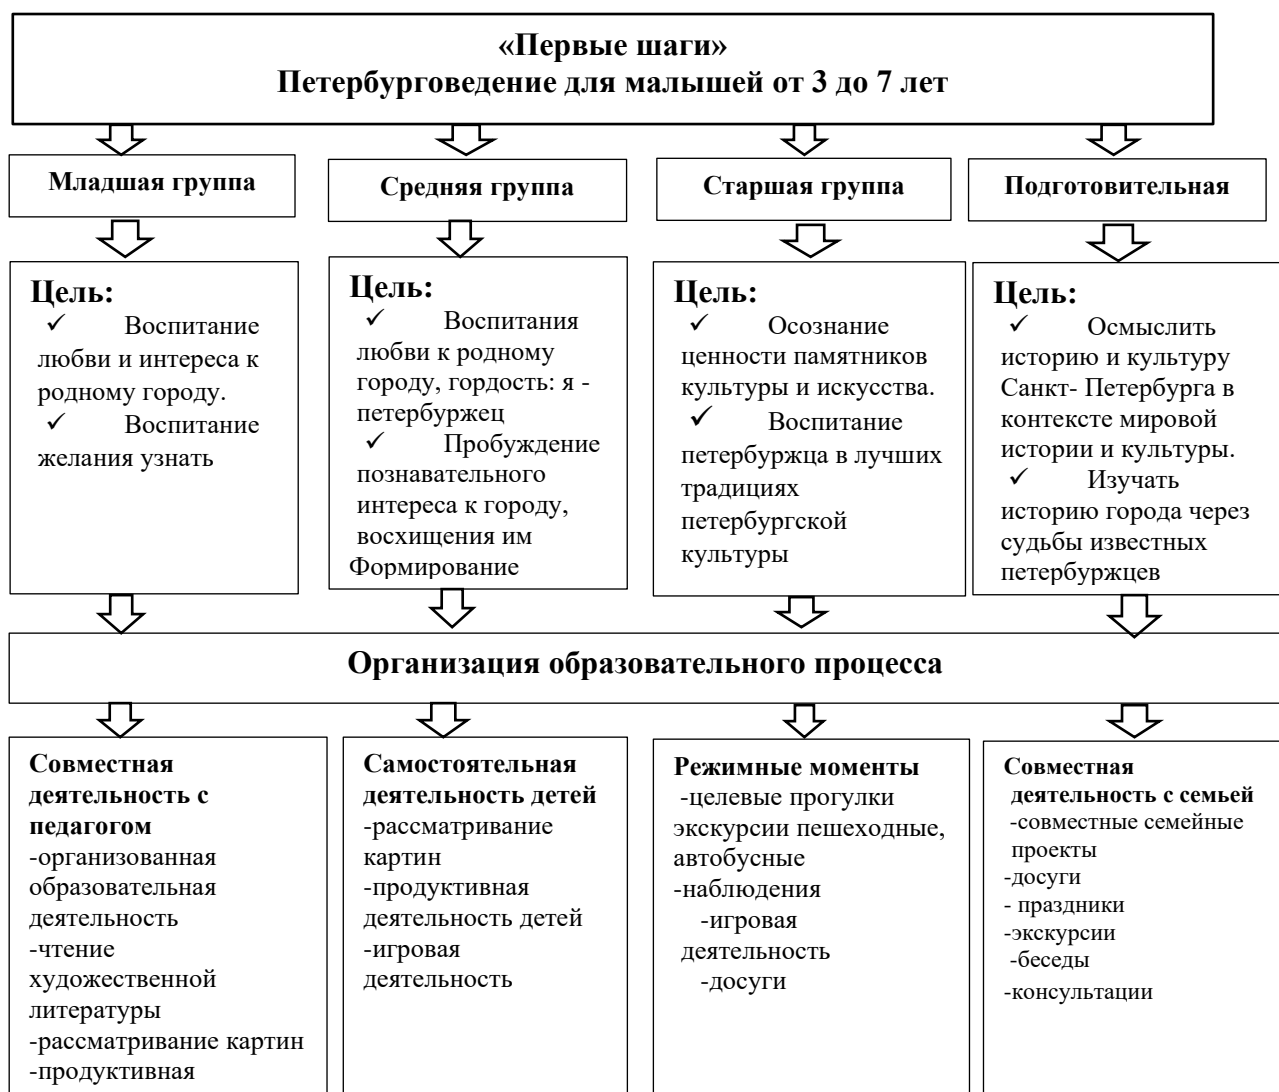 «Первые шаги»
Петербурговедение для малышей от 3 до 7 лет
Младшая группа
Средняя группа
Старшая группа
Подготовительная
Цель:
✓ Воспитание
любви и интереса к
родному городу.
✓ Воспитание
желания узнать
Цель:
✓ Воспитания
любви к родному
городу, гордость: я -
петербуржец
✓ Пробуждение
познавательного
интереса к городу,
восхищения им
Формирование
Цель:
✓ Осознание
ценности памятников
культуры и искусства.
✓ Воспитание
петербуржца в лучших
традициях
петербургской
культуры
Цель:
✓ Осмыслить
историю и культуру
Санкт- Петербурга в
контексте мировой
истории и культуры.
✓ Изучать
историю города через
судьбы известных
петербуржцев
Организация образовательного процесса
Совместная
деятельность с
педагогом
-организованная
образовательная
деятельность
-чтение
художественной
литературы
-рассматривание картин
-продуктивная
Самостоятельная
деятельность детей
-рассматривание
картин
-продуктивная
деятельность детей
-игровая
деятельность
Режимные моменты
-целевые прогулки
экскурсии пешеходные,
автобусные
-наблюдения
-игровая
деятельность
-досуги
Совместная
деятельность с семьей
-совместные семейные
проекты
-досуги
- праздники
-экскурсии
-беседы
-консультации